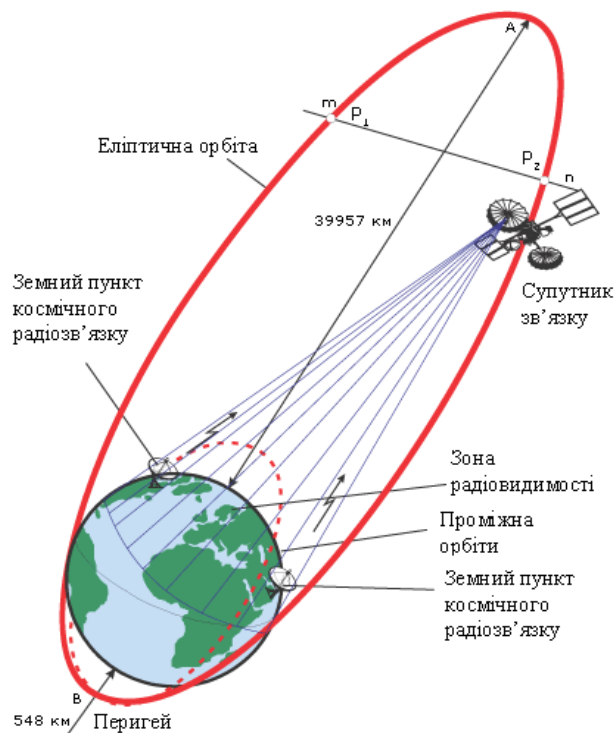 A
m
P₁
Еліптична орбіта
P₂
n
39957 км
Супутник
зв’язку
Земний пункт
космічного
радіозв’язку
Зона
радіовидимості
Проміжна
орбіти
Земний пункт
космічного
радіозв’язку
B
548 км
Перигей